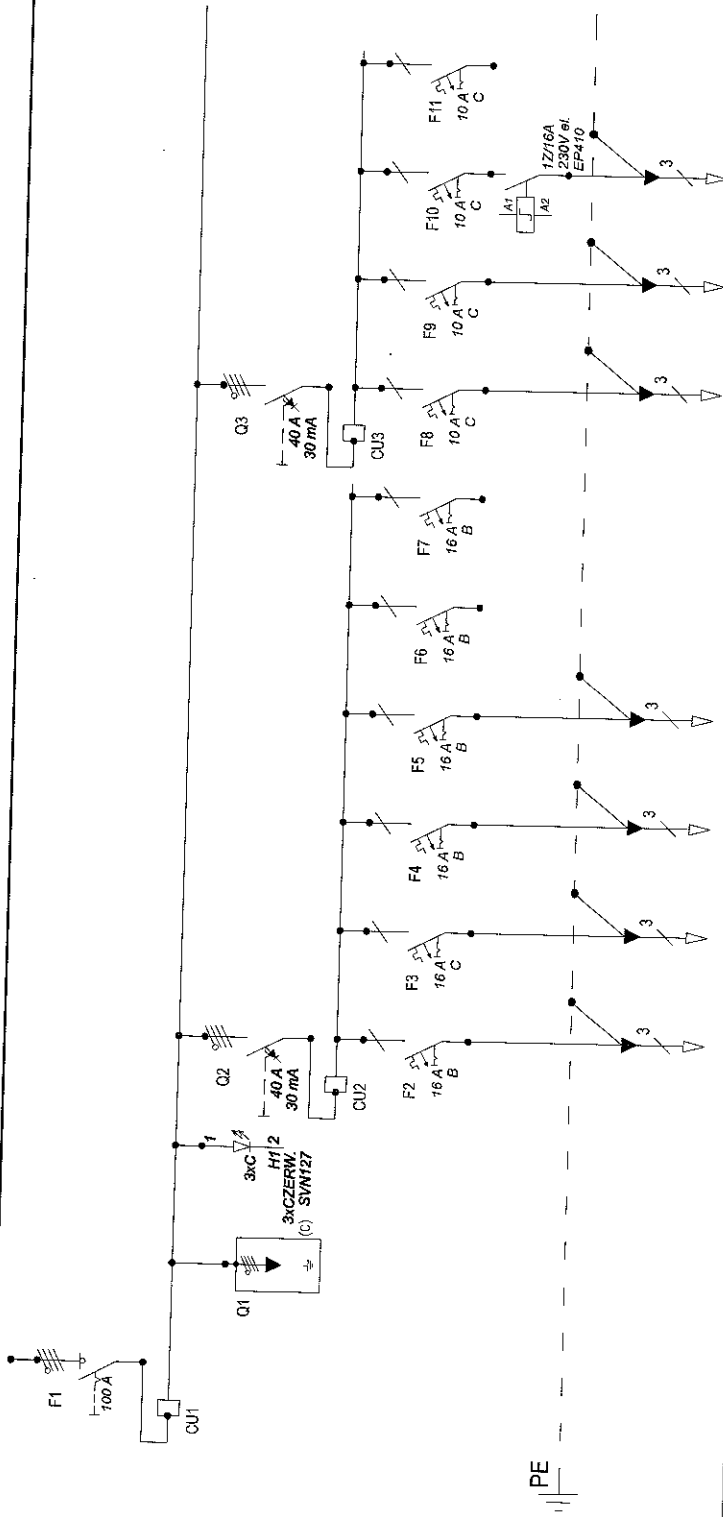 F1
100 A
CU1
Q1
(C)
1
3xC
H1 2
3xCZERW.
SVN127
Q2
40 A
30 mA
CU2
F2
16 A
B
3
F3
16 A
C
3
F4
16 A
B
3
F5
16 A
B
3
F6
16 A
B
F7
16 A
B
Q3
40 A
30 mA
CU3
F8
10 A
C
3
F9
10 A
C
3
F10
10 A
C
A1
A2
1Z/16A
230V el.
EP410
3
F11
10 A
C
PE